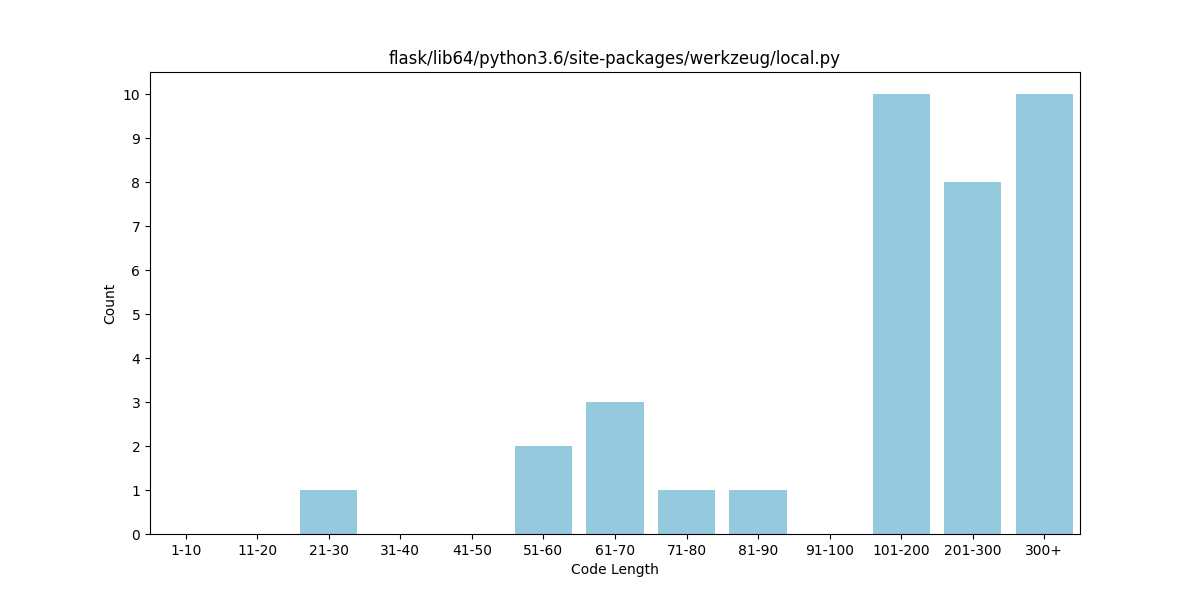 flask/lib64/python3.6/site-packages/werkzeug/local.py
10
9
8
7
6
5
4
3
2
1
0
Count
1-10 11-20 21-30 31-40 41-50 51-60 61-70 71-80 81-90 91-100 101-200 201-300 300+
Code Length